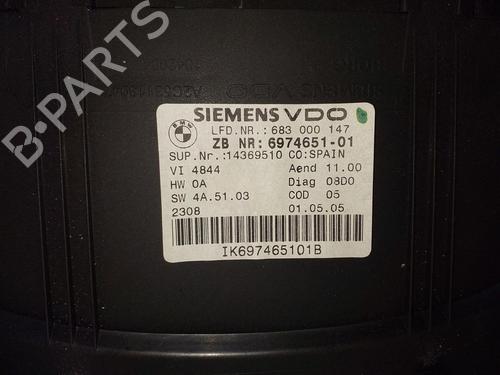 SIEMENS VDO
LFD.NR.: 683 000 147
ZB NR: 6974651-01
SUP.Nr.:14369510 CO:SPAIN
VI 4844 Aend 11.00
HW 0A Diag 08D0
SW 4A.51.03 COD 05
2308 01.05.05
IK697465101B
B-PARTS